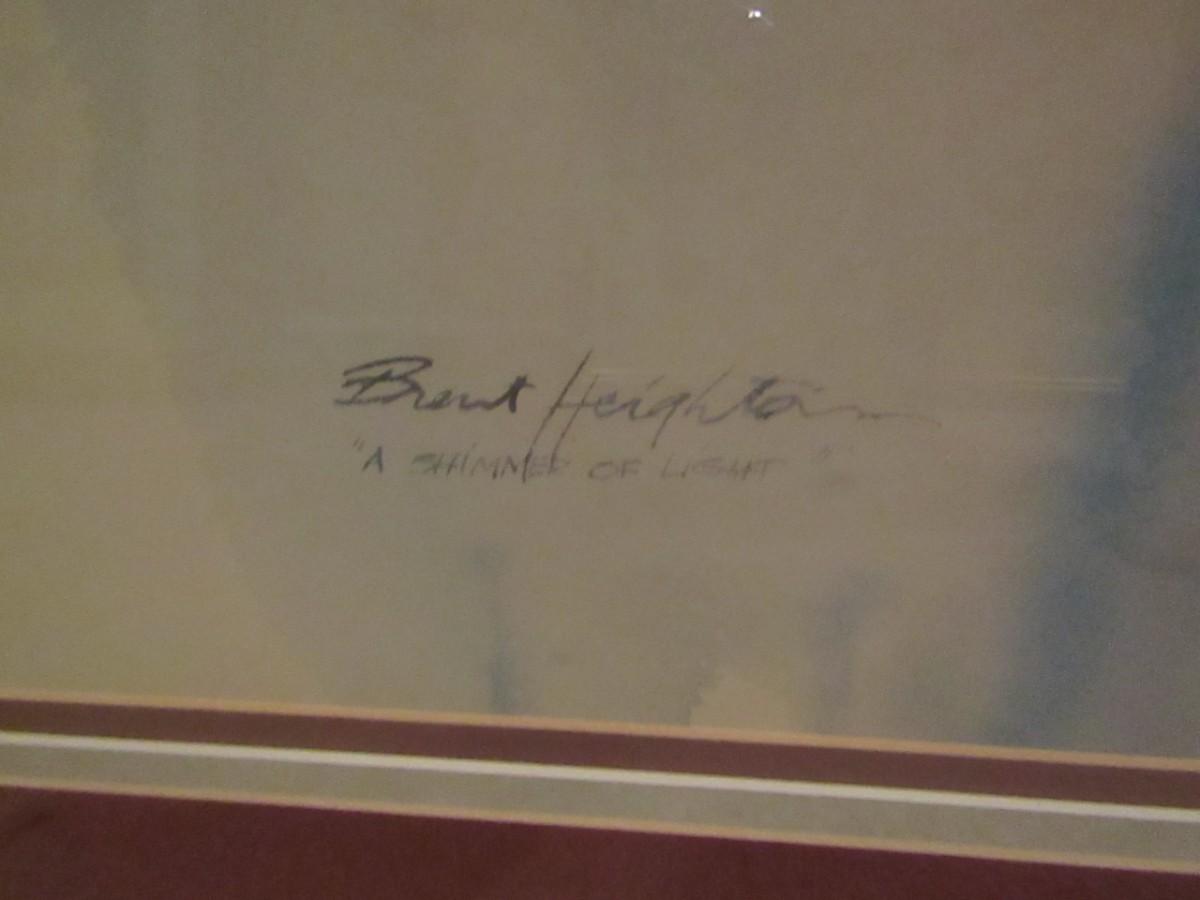 Brent Heighton
"A SHIMMER OF LIGHT"